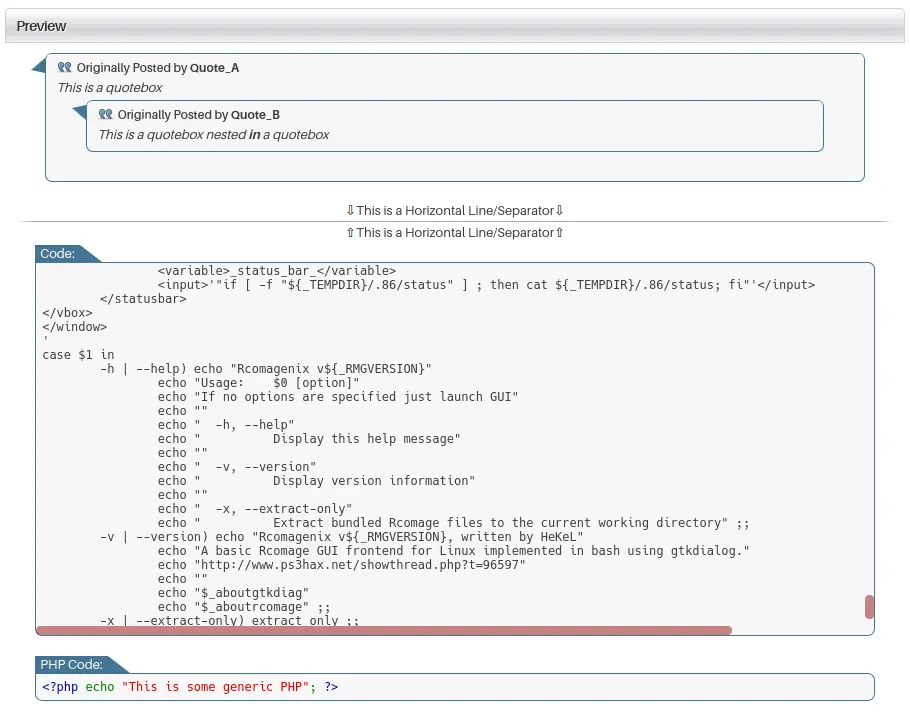 Preview
Originally Posted by Quote_A
This is a quotebox
Originally Posted by Quote_B
This is a quotebox nested in a quotebox
⇩This is a Horizontal Line/Separator⇩
⇧This is a Horizontal Line/Separator⇧
Code:
<variable>_status_bar_</variable>
<input>'"if [ -f "${_TEMPDIR}/.86/status" ] ; then cat ${_TEMPDIR}/.86/status; fi"'</input>
</statusbar>
</vbox>
</window>
'
case $1 in
-h | --help) echo "Rcomagenix v${_RMGVERSION}"
echo "Usage:    $0 [option]"
echo "If no options are specified just launch GUI"
echo ""
echo "  -h, --help"
echo "          Display this help message"
echo ""
echo "  -v, --version"
echo "          Display version information"
echo ""
echo "  -x, --extract-only"
echo "          Extract bundled Rcomage files to the current working directory" ;;
-v | --version) echo "Rcomagenix v${_RMGVERSION}, written by HeKeL"
echo "A basic Rcomage GUI frontend for Linux implemented in bash using gtkdialog."
echo "http://www.ps3hax.net/showthread.php?t=96597"
echo ""
echo "$_aboutgtkdiag"
echo "$_aboutrcomage" ;;
-x | --extract-only) extract_only ;;
PHP Code:
<?php echo "This is some generic PHP"; ?>